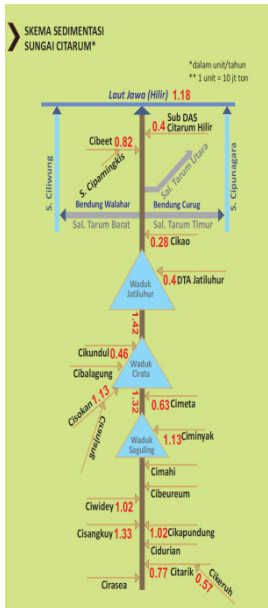 SKEMA SEDIMENTASI
SUNGAI CITARUM*
*dalam unit/tahun
** 1 unit = 10 jt ton
Laut Jawa (Hilir) 1.18
0.4 Sub DAS
Citarum Hilir
Cibeet 0.82
S. Cipamingkis
Sal. Tarum Utara
S. Ciliwung
S. Cipunagara
Bendung Walahar
Bendung Curug
Sal. Tarum Barat
Sal. Tarum Timur
0.28 Cikao
Waduk
Jatiluhur
0.4 DTA Jatiluhur
1.42
Cikundul 0.46
Cibalagung
Waduk
Cirata
Cisokan 1.13
Ciranjang
1.32
0.63 Cimeta
Waduk
Saguling
1.13 Ciminyak
Cimahi
Cibeureum
Ciwidey 1.02
Cisangkuy 1.33
1.02 Cikapundung
Cidurian
0.77 Citarik
Cikeruh
0.57
Cirasea